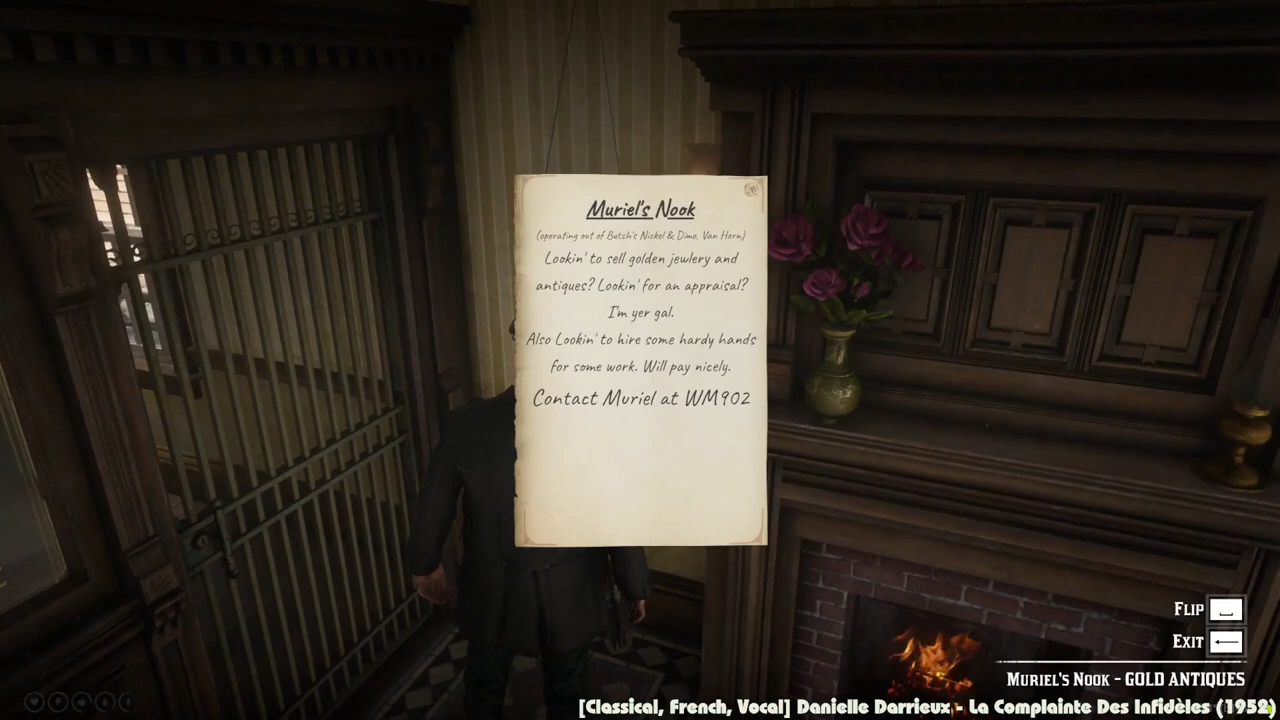 Muriel's Nook
(operating out of Butch's Nickel & Dime, Van Horn)
Lookin' to sell golden jewlery and
antiques? Lookin' for an appraisal?
I'm yer gal.
Also Lookin' to hire some hardy hands
for some work. Will pay nicely.
Contact Muriel at WM902
FLIP
EXIT
MURIEL'S NOOK - GOLD ANTIQUES
[Classical, French, Vocal] Danielle Darrieux - La Complainte Des Infidèles (1952)